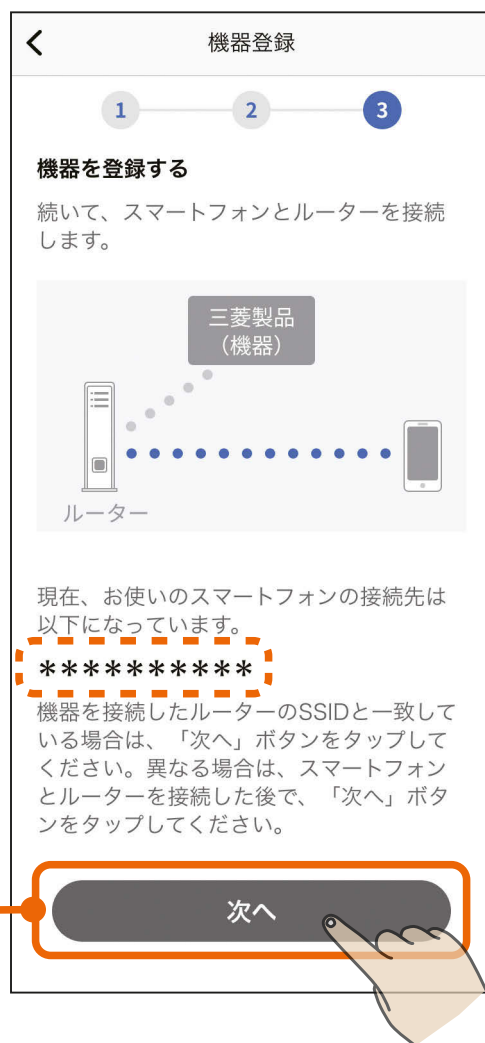 機器登録
1 2 3
機器を登録する
続いて、スマートフォンとルーターを接続
します。
三菱製品
（機器）
ルーター
現在、お使いのスマートフォンの接続先は
以下になっています。
**********
機器を接続したルーターのSSIDと一致して
いる場合は、「次へ」ボタンをタップして
ください。異なる場合は、スマートフォン
とルーターを接続した後で、「次へ」ボタ
ンをタップしてください。
次へ